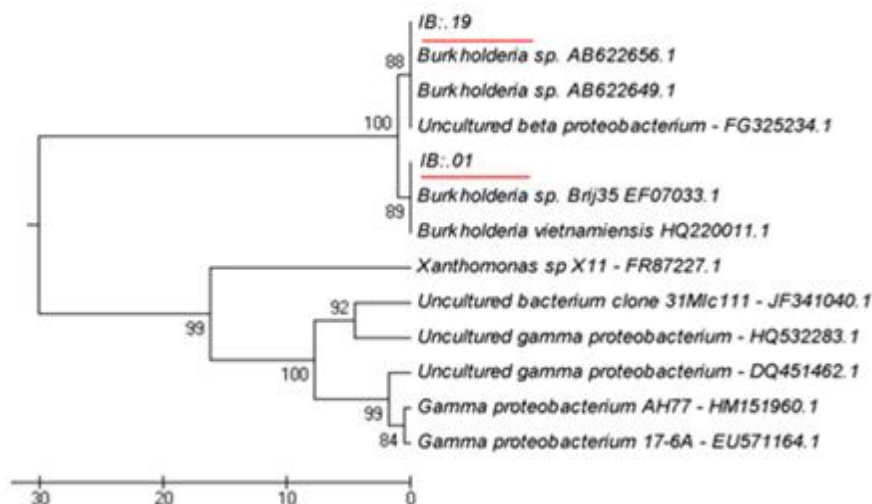 IB:.19
88
Burkholderia sp. AB622656.1
Burkholderia sp. AB622649.1
100
Uncultured beta proteobacterium - FG325234.1
IB:.01
Burkholderia sp. Brij35 EF07033.1
89
Burkholderia vietnamiensis HQ220011.1
Xanthomonas sp X11 - FR87227.1
92
Uncultured bacterium clone 31Mlc111 - JF341040.1
99
Uncultured gamma proteobacterium - HQ532283.1
100
Uncultured gamma proteobacterium - DQ451462.1
99
Gamma proteobacterium AH77 - HM151960.1
84
Gamma proteobacterium 17-6A - EU571164.1
30 20 10 0